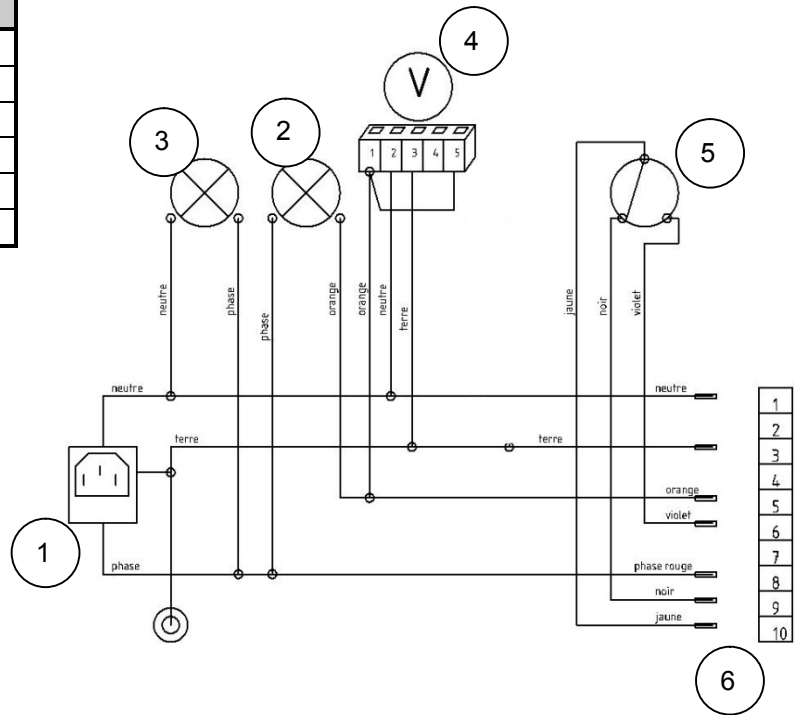 4
V
3
2
5
1 2 3 4 5
neutre
phase
phase
orange
orange
neutre
terre
jaune
noir
violet
neutre
neutre
terre
terre
orange
violet
phase
phase rouge
noir
jaune
1
1
2
3
4
5
6
7
8
9
10
6